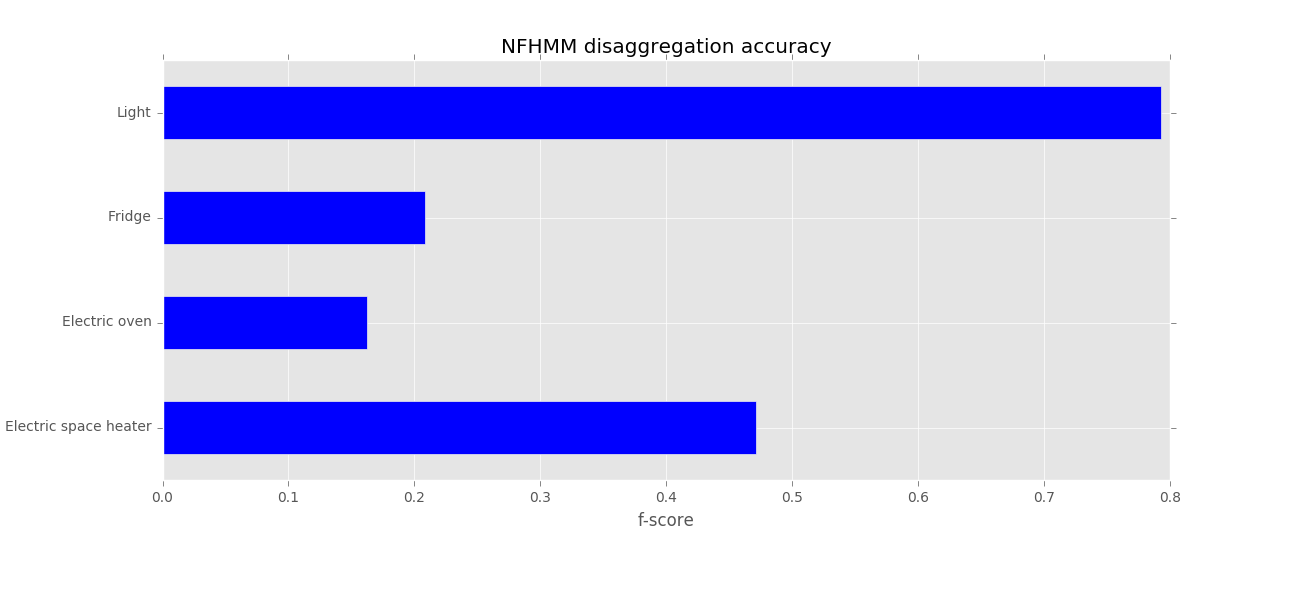 NFHMM disaggregation accuracy
Light
Fridge
Electric oven
Electric space heater
0.0 0.1 0.2 0.3 0.4 0.5 0.6 0.7 0.8
f-score